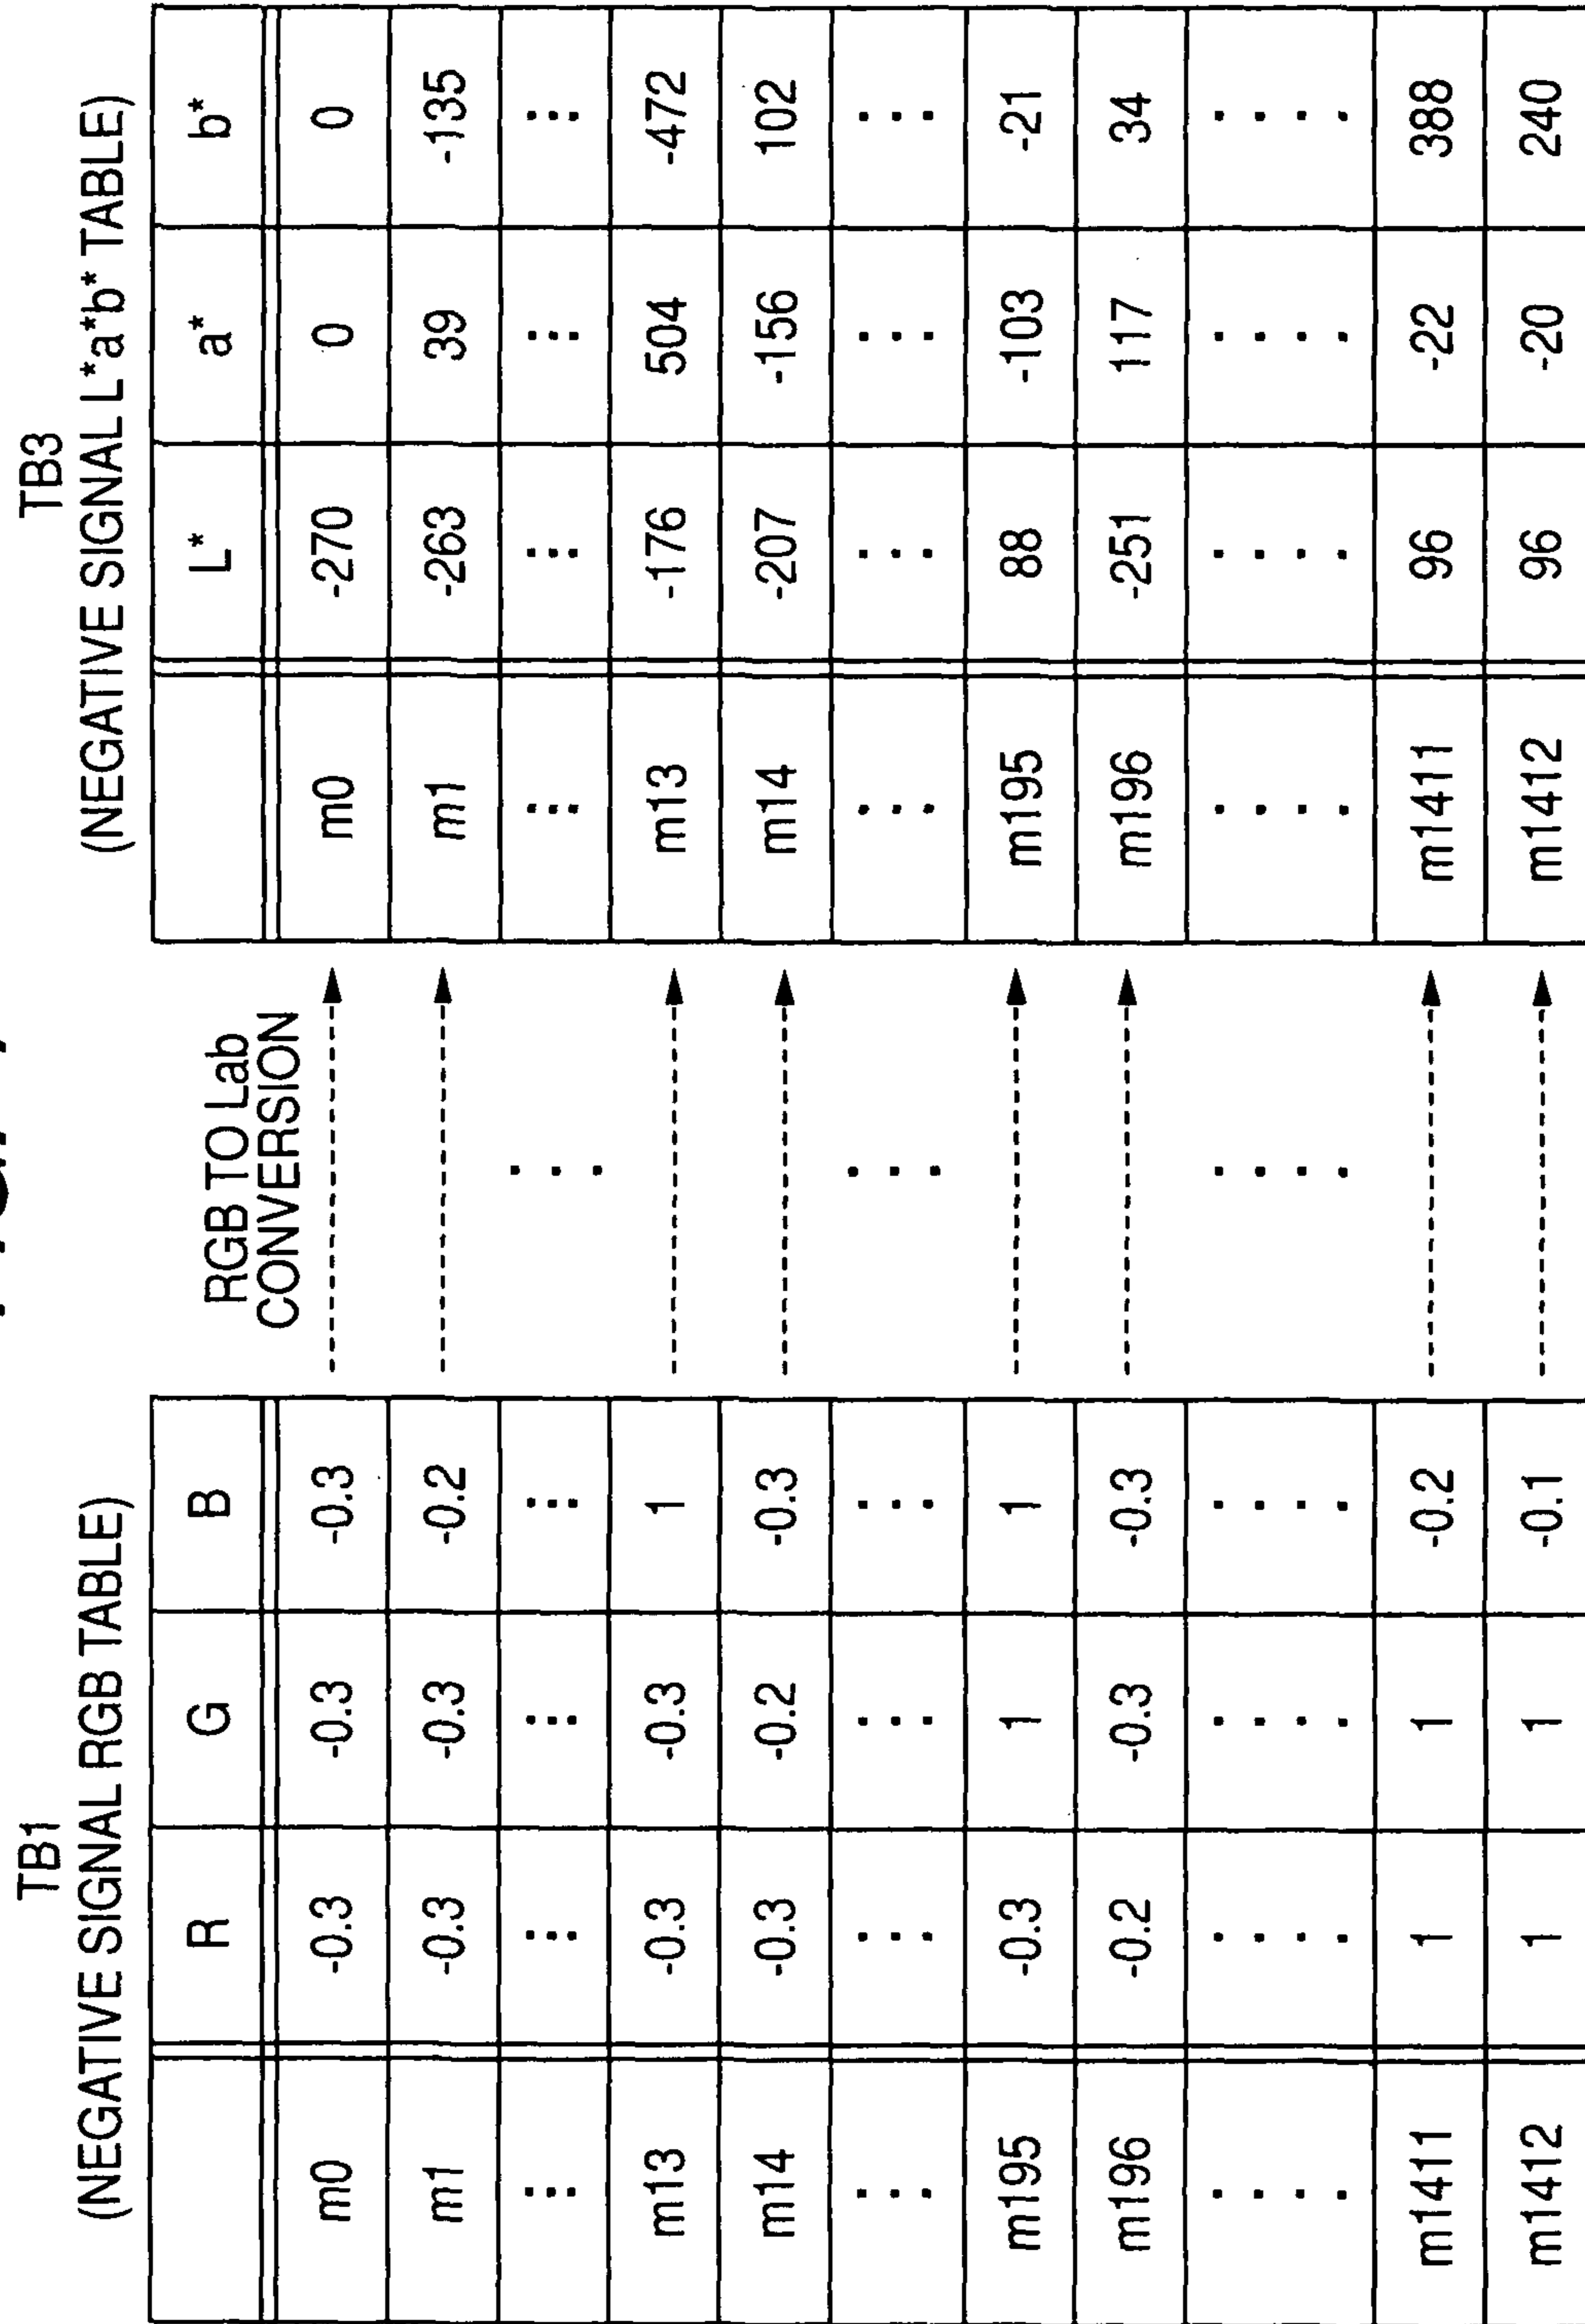 TB1
(NEGATIVE SIGNAL RGB TABLE)
R G B
m0 -0.3 -0.3 -0.3
m1 -0.3 -0.3 -0.2
⋮ ⋮ ⋮ ⋮
m13 -0.3 -0.3 1
m14 -0.3 -0.2 -0.3
⋮ ⋮ ⋮ ⋮
m195 -0.3 1 1
m196 -0.2 -0.3 -0.3
⋮ ⋮ ⋮ ⋮
m1411 1 1 -0.2
m1412 1 1 -0.1
RGB TO Lab
CONVERSION
TB3
(NEGATIVE SIGNAL L*a*b* TABLE)
L* a* b*
m0 -270 0 0
m1 -263 39 -135
⋮ ⋮ ⋮ ⋮
m13 -176 504 -472
m14 -207 -156 102
⋮ ⋮ ⋮ ⋮
m195 88 -103 -21
m196 -251 117 34
⋮ ⋮ ⋮ ⋮
m1411 96 -22 388
m1412 96 -20 240